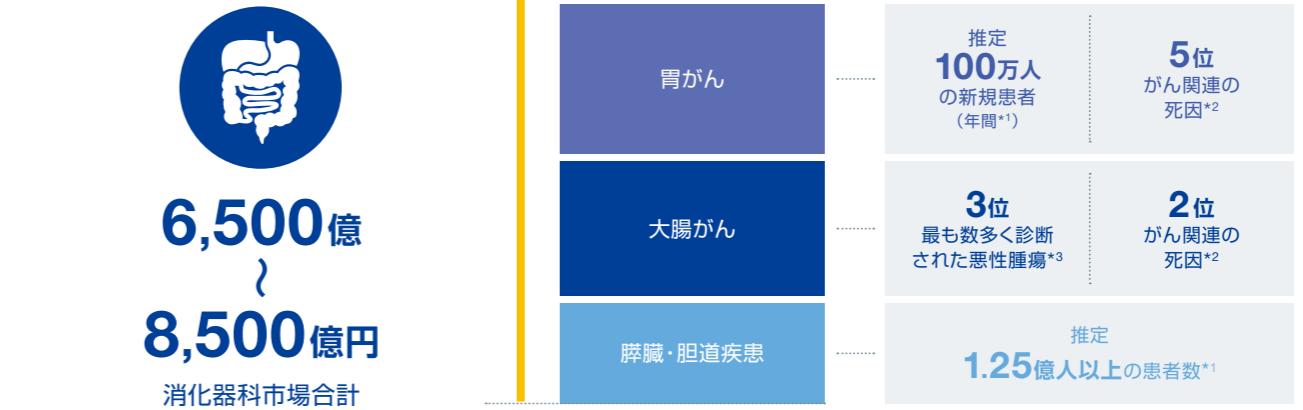 6,500億
〜
8,500億円
消化器科市場合計
胃がん
推定
100万人
の新規患者
（年間*1）
5位
がん関連の
死因*2
大腸がん
3位
最も数多く診断
された悪性腫瘍*3
2位
がん関連の
死因*2
膵臓・胆道疾患
推定
1.25億人以上の患者数*1